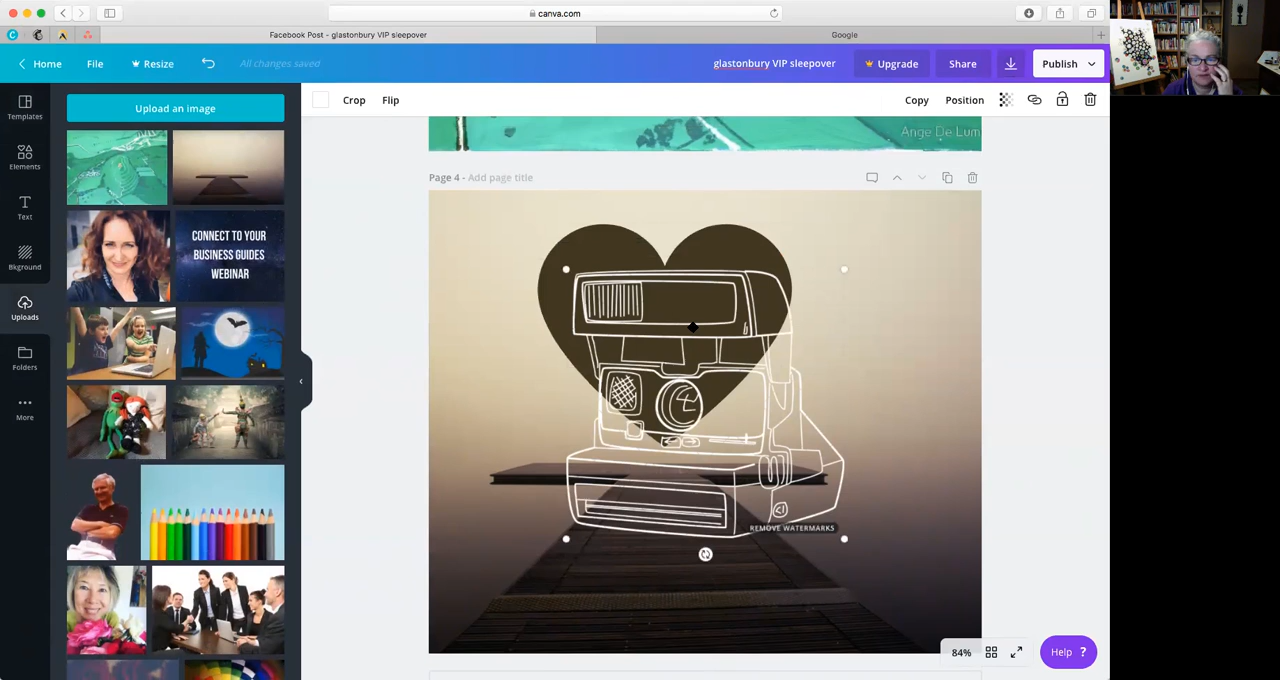 canva.com
Facebook Post - glastonbury VIP sleepover
Google
Home
File
Resize
All changes saved
glastonbury VIP sleepover
Upgrade
Share
Publish
Templates
Elements
Text
Bkground
Uploads
Folders
More
Upload an image
CONNECT TO YOUR
BUSINESS GUIDES
WEBINAR
Crop
Flip
Copy
Position
Ange De Lum
Page 4 - Add page title
REMOVE WATERMARKS
84%
Help ?